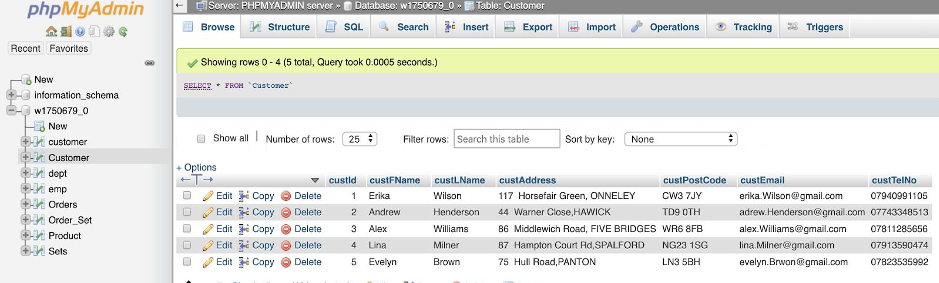 phpMyAdmin
Recent Favorites
New
information_schema
w1750679_0
New
customer
Customer
dept
emp
Orders
Order_Set
Product
Sets
Server: PHPMYADMIN server » Database: w1750679_0 » Table: Customer
Browse Structure SQL Search Insert Export Import Operations Tracking Triggers
Showing rows 0 - 4 (5 total, Query took 0.0005 seconds.)
SELECT * FROM `Customer`
Show all | Number of rows: 25 Filter rows: Search this table Sort by key: None
+ Options
←T→ custId custFName custLName custAddress custPostCode custEmail custTelNo
Edit Copy Delete 1 Erika Wilson 117 Horsefair Green, ONNELEY CW3 7JY erika.Wilson@gmail.com 07940991105
Edit Copy Delete 2 Andrew Henderson 44 Warner Close,HAWICK TD9 0TH adrew.Henderson@gmail.com 07743348513
Edit Copy Delete 3 Alex Williams 86 Middlewich Road, FIVE BRIDGES WR6 8FB alex.Williams@gmail.com 07811285656
Edit Copy Delete 4 Lina Milner 87 Hampton Court Rd,SPALFORD NG23 1SG lina.Milner@gmail.com 07913590474
Edit Copy Delete 5 Evelyn Brown 75 Hull Road,PANTON LN3 5BH evelyn.Brwon@gmail.com 07823535992